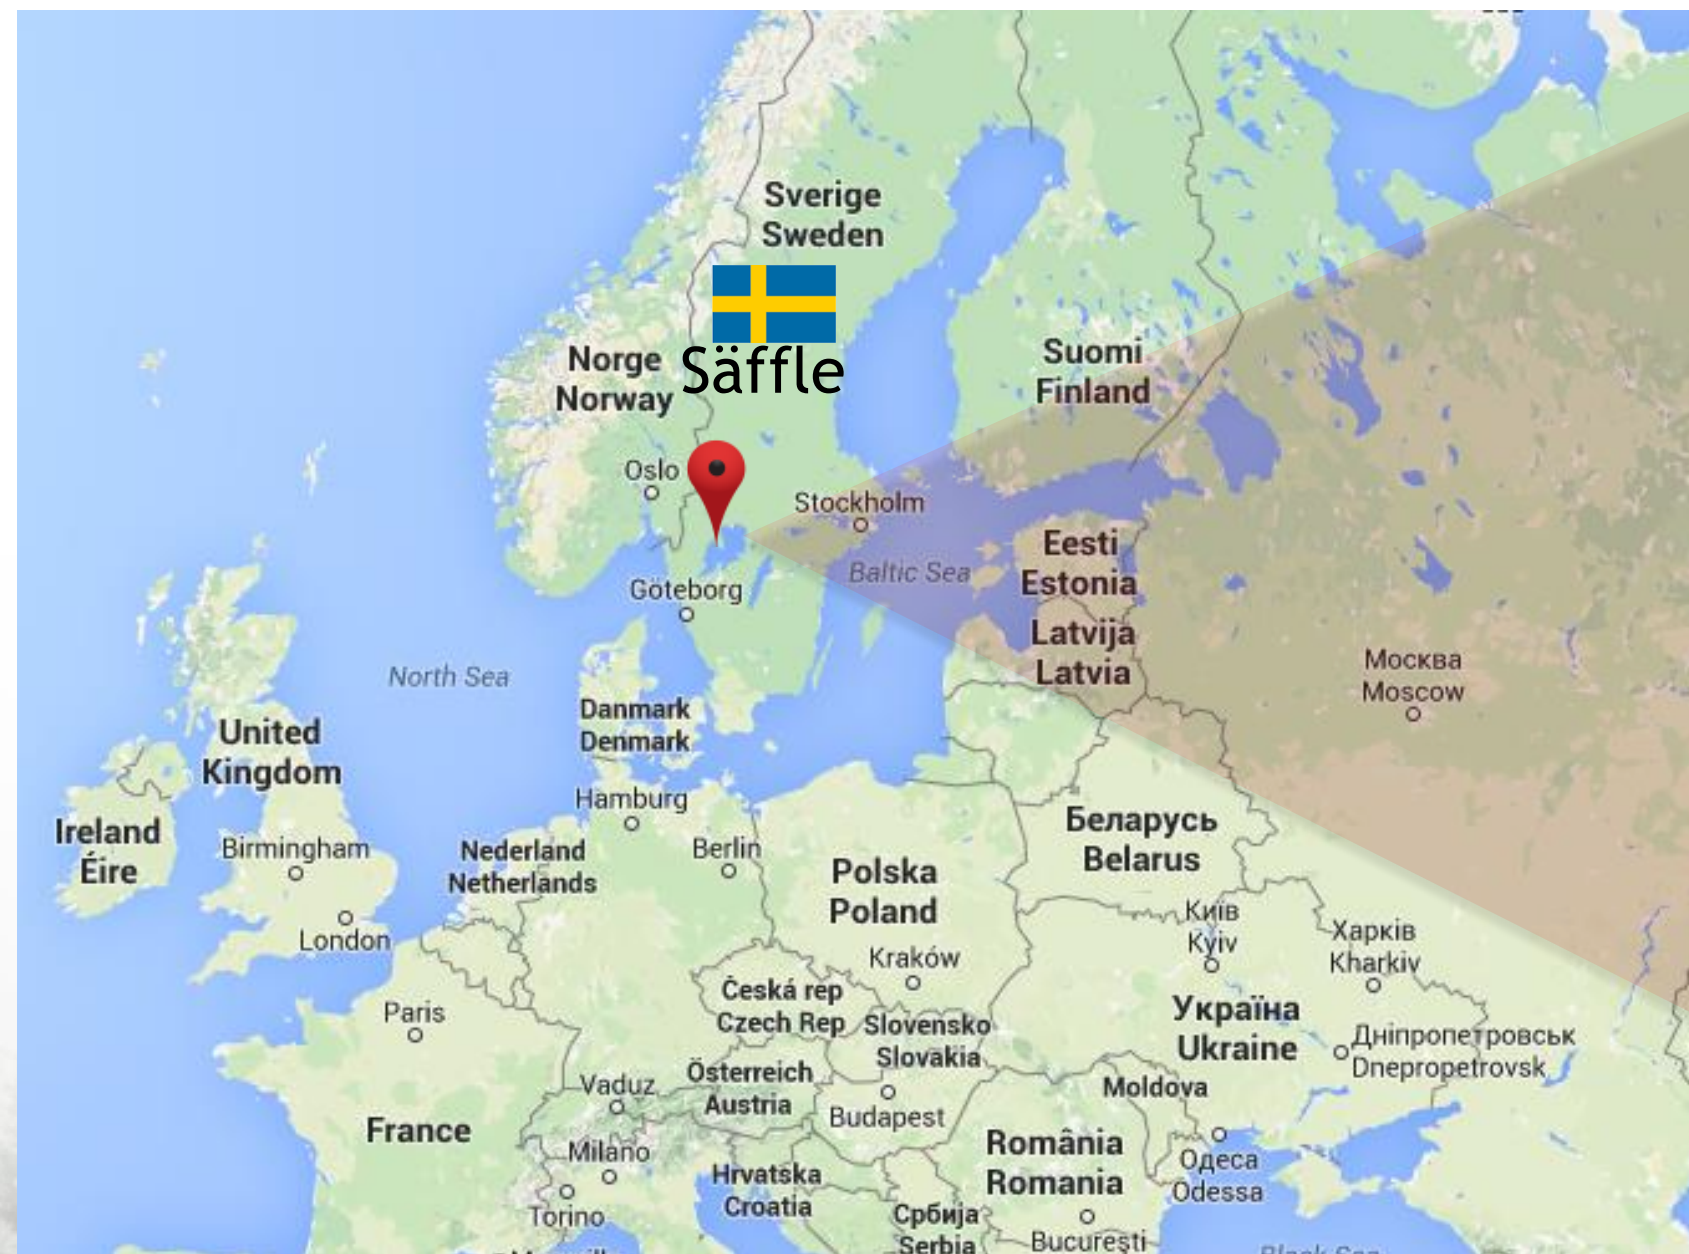 Sverige
Sweden
Säffle
Norge
Norway
Suomi
Finland
Oslo
Stockholm
Eesti
Estonia
Baltic Sea
Göteborg
Latvija
Latvia
Москва
Moscow
North Sea
Danmark
Denmark
United
Kingdom
Hamburg
Ireland
Éire
Birmingham
Nederland
Netherlands
Berlin
Polska
Poland
Беларусь
Belarus
London
Київ
Kyiv
Харків
Kharkiv
Kraków
Česká rep
Czech Rep
Slovensko
Slovakia
Paris
Україна
Ukraine
Дніпропетровськ
Dnepropetrovsk
Vaduz
Österreich
Austria
Moldova
Budapest
France
Milano
România
Romania
Одеса
Odessa
Hrvatska
Croatia
Torino
Србија
Serbia
București
Black Sea